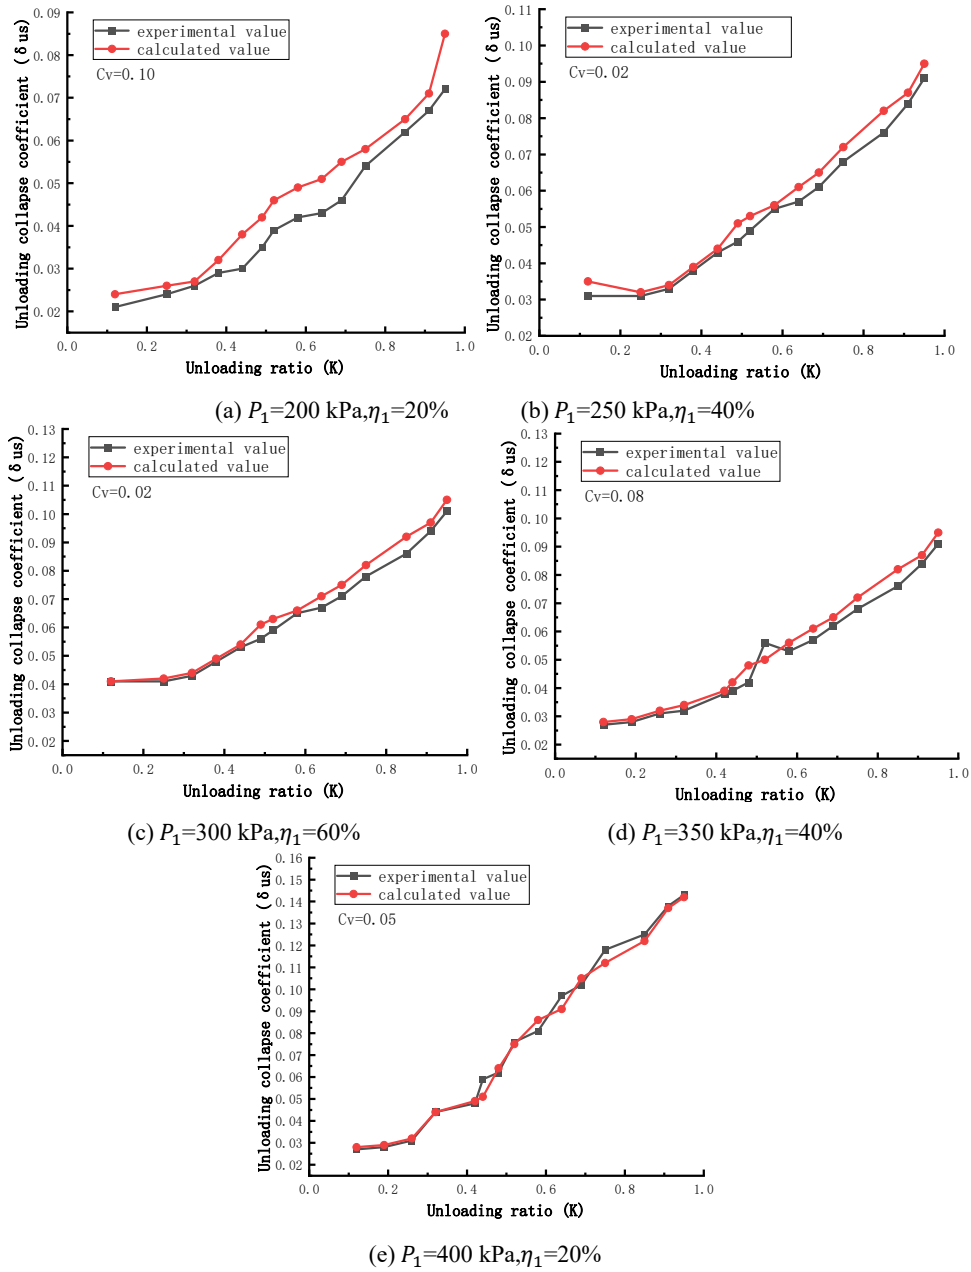 0.09
0.08
0.07
0.06
0.05
0.04
0.03
0.02
Unloading collapse coefficient (δus)
experimental value
calculated value
Cv=0.10
0.0 0.2 0.4 0.6 0.8 1.0
Unloading ratio (K)
(a) P₁=200 kPa,η₁=20%
0.11
0.10
0.09
0.08
0.07
0.06
0.05
0.04
0.03
0.02
Unloading collapse coefficient (δus)
experimental value
calculated value
Cv=0.02
0.0 0.2 0.4 0.6 0.8 1.0
Unloading ratio (K)
(b) P₁=250 kPa,η₁=40%
0.13
0.12
0.11
0.10
0.09
0.08
0.07
0.06
0.05
0.04
0.03
0.02
Unloading collapse coefficient (δus)
experimental value
calculated value
Cv=0.02
0.0 0.2 0.4 0.6 0.8 1.0
Unloading ratio (K)
(c) P₁=300 kPa,η₁=60%
0.13
0.12
0.11
0.10
0.09
0.08
0.07
0.06
0.05
0.04
0.03
0.02
Unloading collapse coefficient (δus)
experimental value
calculated value
Cv=0.08
0.0 0.2 0.4 0.6 0.8 1.0
Unloading ratio (K)
(d) P₁=350 kPa,η₁=40%
0.16
0.15
0.14
0.13
0.12
0.11
0.10
0.09
0.08
0.07
0.06
0.05
0.04
0.03
0.02
Unloading collapse coefficient (δus)
experimental value
calculated value
Cv=0.05
0.0 0.2 0.4 0.6 0.8 1.0
Unloading ratio (K)
(e) P₁=400 kPa,η₁=20%